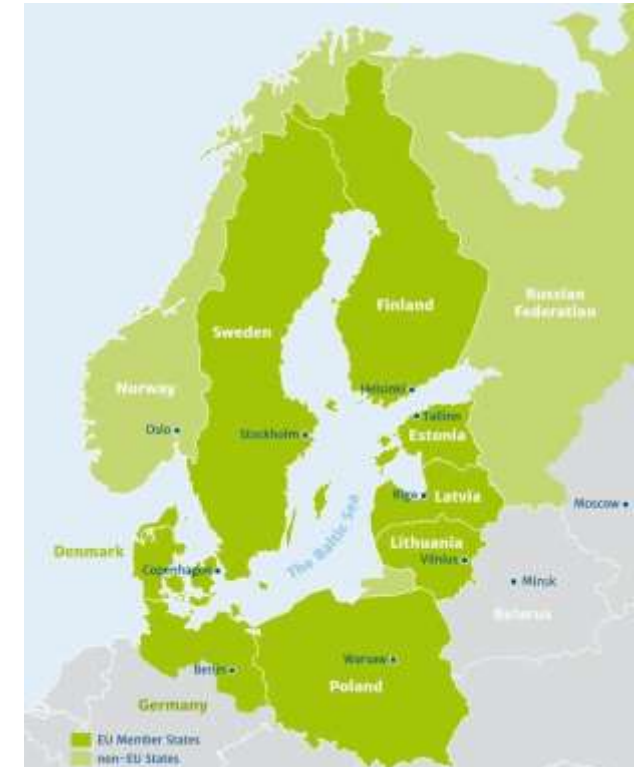 Russian
Federation
Finland
Sweden
Norway
Helsinki
Tallinn
Oslo
Stockholm
Estonia
Riga
Latvia
Moscow
The Baltic Sea
Lithuania
Denmark
Vilnius
Copenhague
Minsk
Belarus
Warsaw
Berlin
Poland
Germany
EU Member States
non-EU States